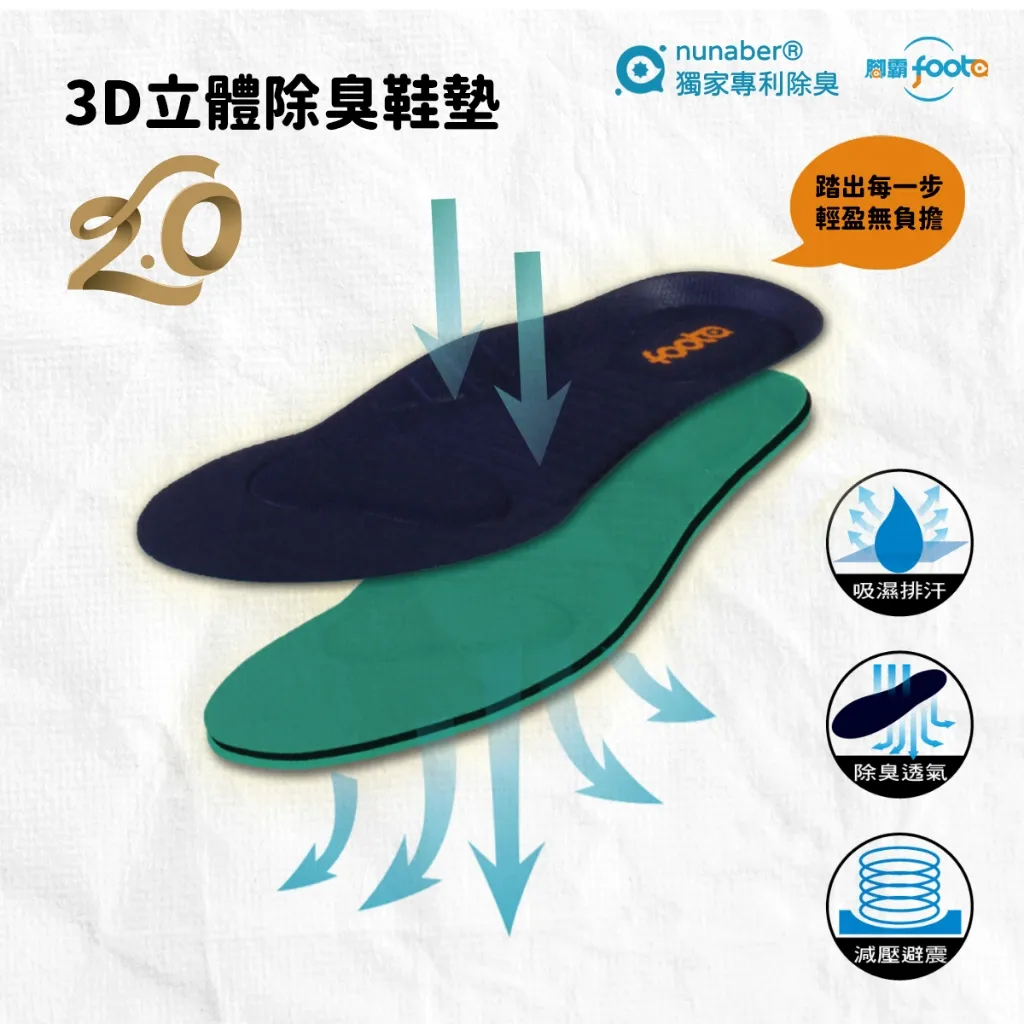 nunaber®
獨家專利除臭
腳霸 foota
3D立體除臭鞋墊
2.0
踏出每一步
輕盈無負擔
foota
吸濕排汗
除臭透氣
減壓避震